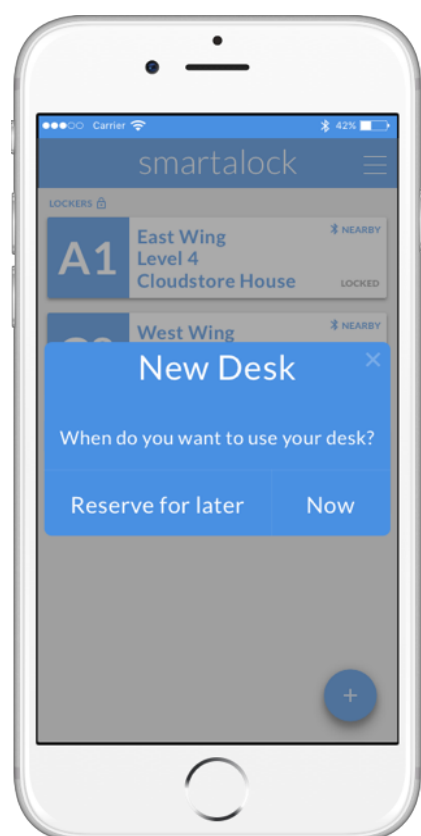 Carrier 42%
smartalock
LOCKERS
A1
East Wing
Level 4
Cloudstore House
NEARBY
LOCKED
West Wing
NEARBY
New Desk
×
When do you want to use your desk?
Reserve for later Now
+